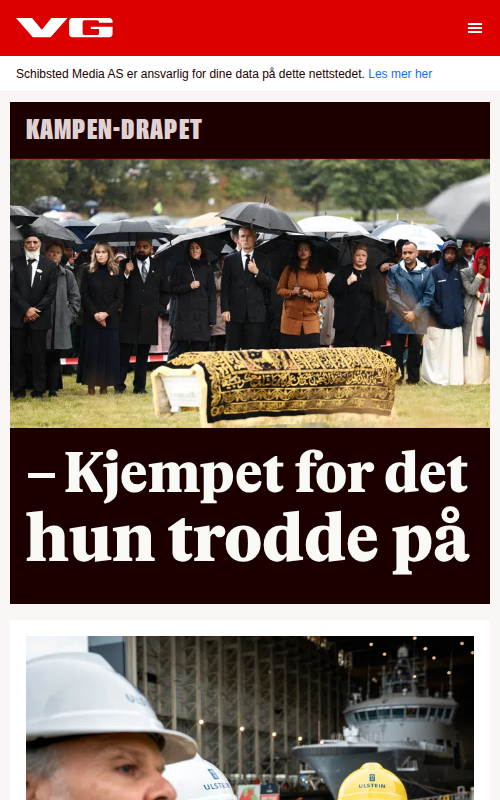 VG
Schibsted Media AS er ansvarlig for dine data på dette nettstedet. Les mer her
KAMPEN-DRAPET
– Kjempet for det
hun trodde på
ULSTEIN
ULSTEIN